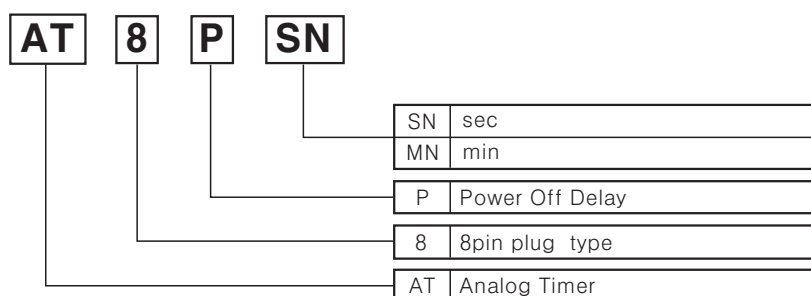 AT 8 P SN
SN sec
MN min
P Power Off Delay
8 8pin plug type
AT Analog Timer